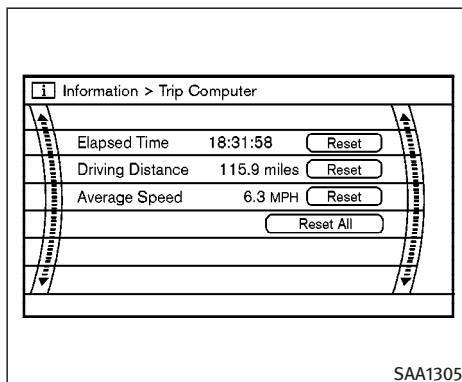 i Information > Trip Computer
Elapsed Time 18:31:58 Reset
Driving Distance 115.9 miles Reset
Average Speed 6.3 MPH Reset
Reset All
SAA1305